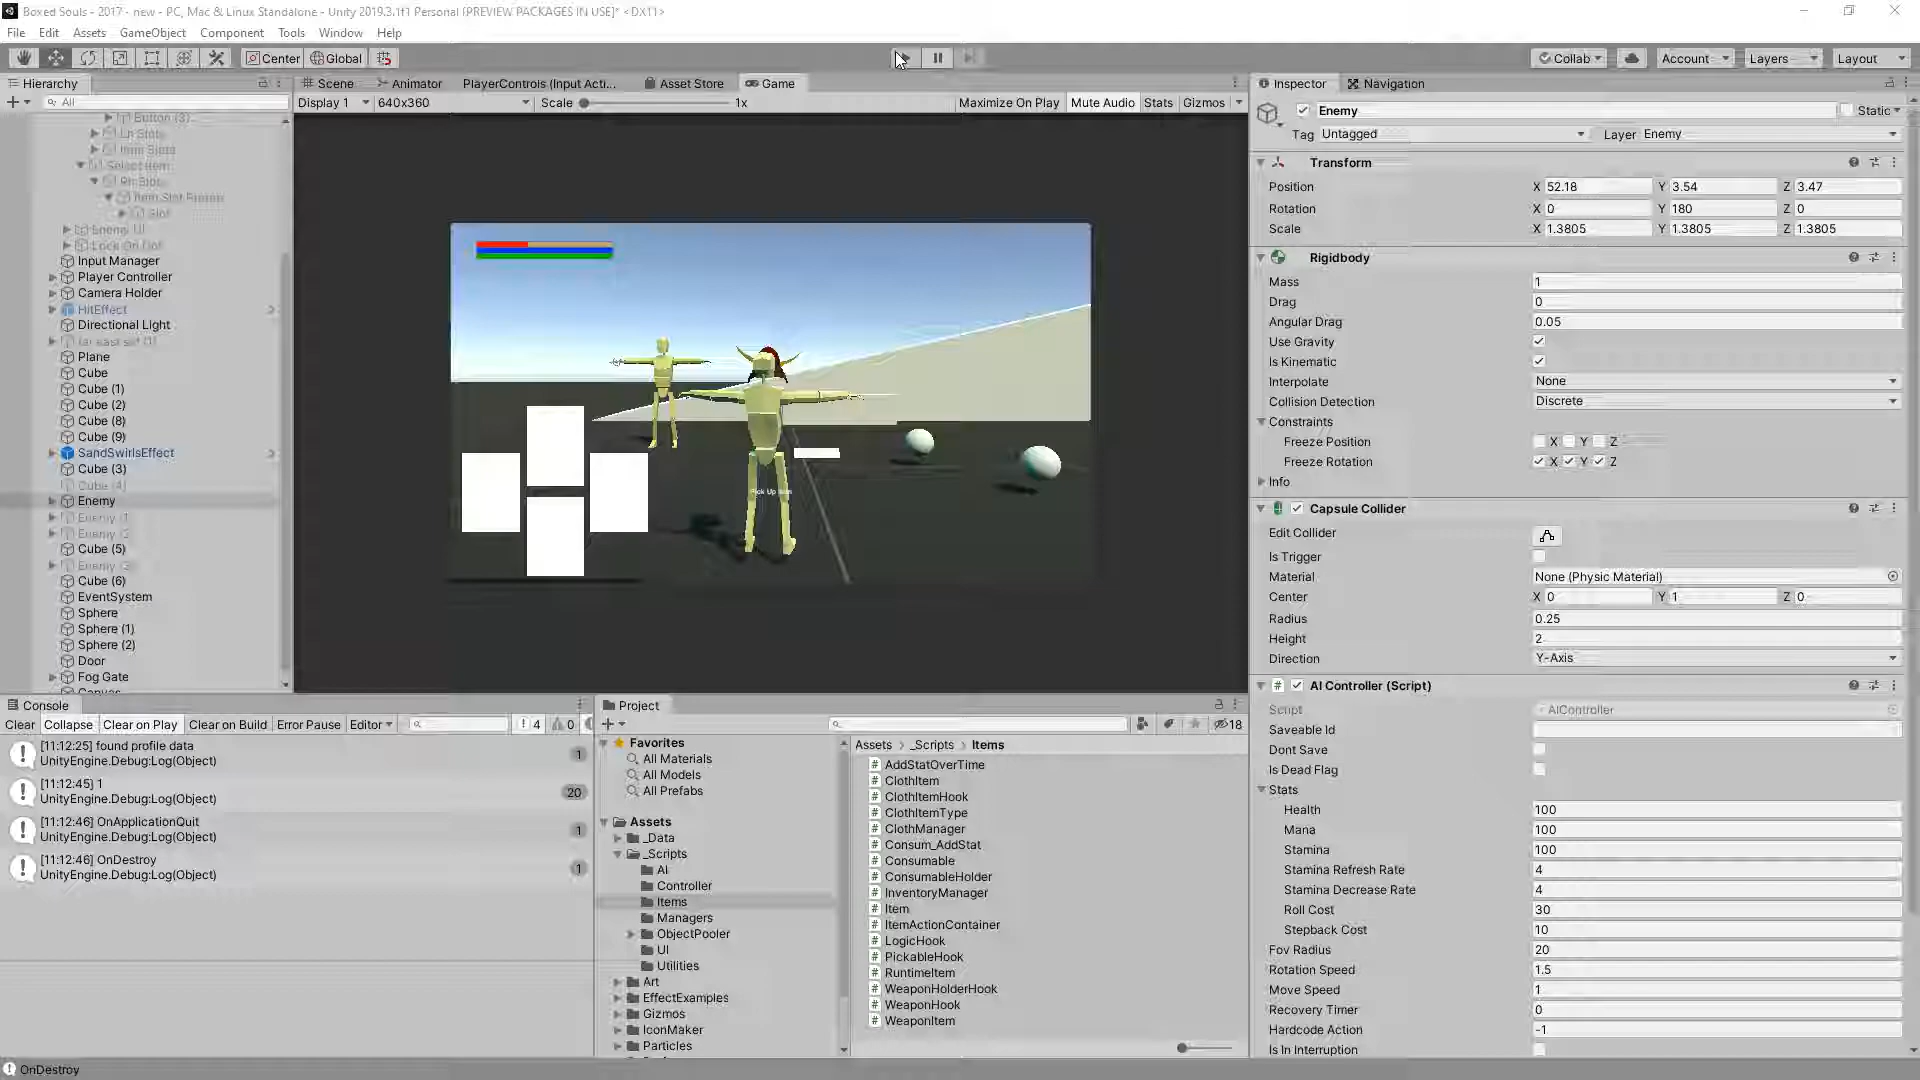 Boxed Souls - 2017 - new - PC, Mac & Linux Standalone - Unity 2019.3.1f1 Personal [PREVIEW PACKAGES IN USE]* <DX11>
File Edit Assets GameObject Component Tools Window Help
Center Global Collab Account Layers Layout
Hierarchy
All
Scene Animator PlayerControls (Input Acti... Asset Store Game
Display 1 640x360 Scale 1x Maximize On Play Mute Audio Stats Gizmos
Button (3)
Item Slots
Select Item
Slot
Enemy UI
Lock On Dot
Input Manager
Player Controller
Camera Holder
HitEffect
Directional Light
Plane
Cube
Cube (1)
Cube (2)
Cube (8)
Cube (9)
SandSwirlsEffect
Cube (3)
Cube (4)
Enemy
Cube (5)
Cube (6)
EventSystem
Sphere
Sphere (1)
Sphere (2)
Door
Fog Gate
Canvas
Inspector Navigation
Enemy Static
Tag Untagged Layer Enemy
Transform
Position X 52.18 Y 3.54 Z 3.47
Rotation X 0 Y 180 Z 0
Scale X 1.3805 Y 1.3805 Z 1.3805
Rigidbody
Mass 1
Drag 0
Angular Drag 0.05
Use Gravity
Is Kinematic
Interpolate None
Collision Detection Discrete
Constraints
Freeze Position X Y Z
Freeze Rotation X Y Z
Info
Capsule Collider
Edit Collider
Is Trigger
Material None (Physic Material)
Center X 0 Y 1 Z 0
Radius 0.25
Height 2
Direction Y-Axis
AI Controller (Script)
Script AIController
Saveable Id
Dont Save
Is Dead Flag
Stats
Health 100
Mana 100
Stamina 100
Stamina Refresh Rate 4
Stamina Decrease Rate 4
Roll Cost 30
Stepback Cost 10
Fov Radius 20
Rotation Speed 1.5
Move Speed 1
Recovery Timer 0
Hardcode Action -1
Is In Interruption
Console
Clear Collapse Clear on Play Clear on Build Error Pause Editor 4 0
[11:12:25] found profile data
UnityEngine.Debug:Log(Object) 1
[11:12:45] 1
UnityEngine.Debug:Log(Object) 20
[11:12:46] OnApplicationQuit
UnityEngine.Debug:Log(Object) 1
[11:12:46] OnDestroy
UnityEngine.Debug:Log(Object) 1
Project
18
Favorites
All Materials
All Models
All Prefabs
Assets
_Data
_Scripts
AI
Controller
Items
Managers
ObjectPooler
UI
Utilities
Art
EffectExamples
Gizmos
IconMaker
Particles
Assets > _Scripts > Items
AddStatOverTime
ClothItem
ClothItemHook
ClothItemType
ClothManager
Consum_AddStat
Consumable
ConsumableHolder
InventoryManager
Item
ItemActionContainer
LogicHook
PickableHook
RuntimeItem
WeaponHolderHook
WeaponHook
WeaponItem
OnDestroy